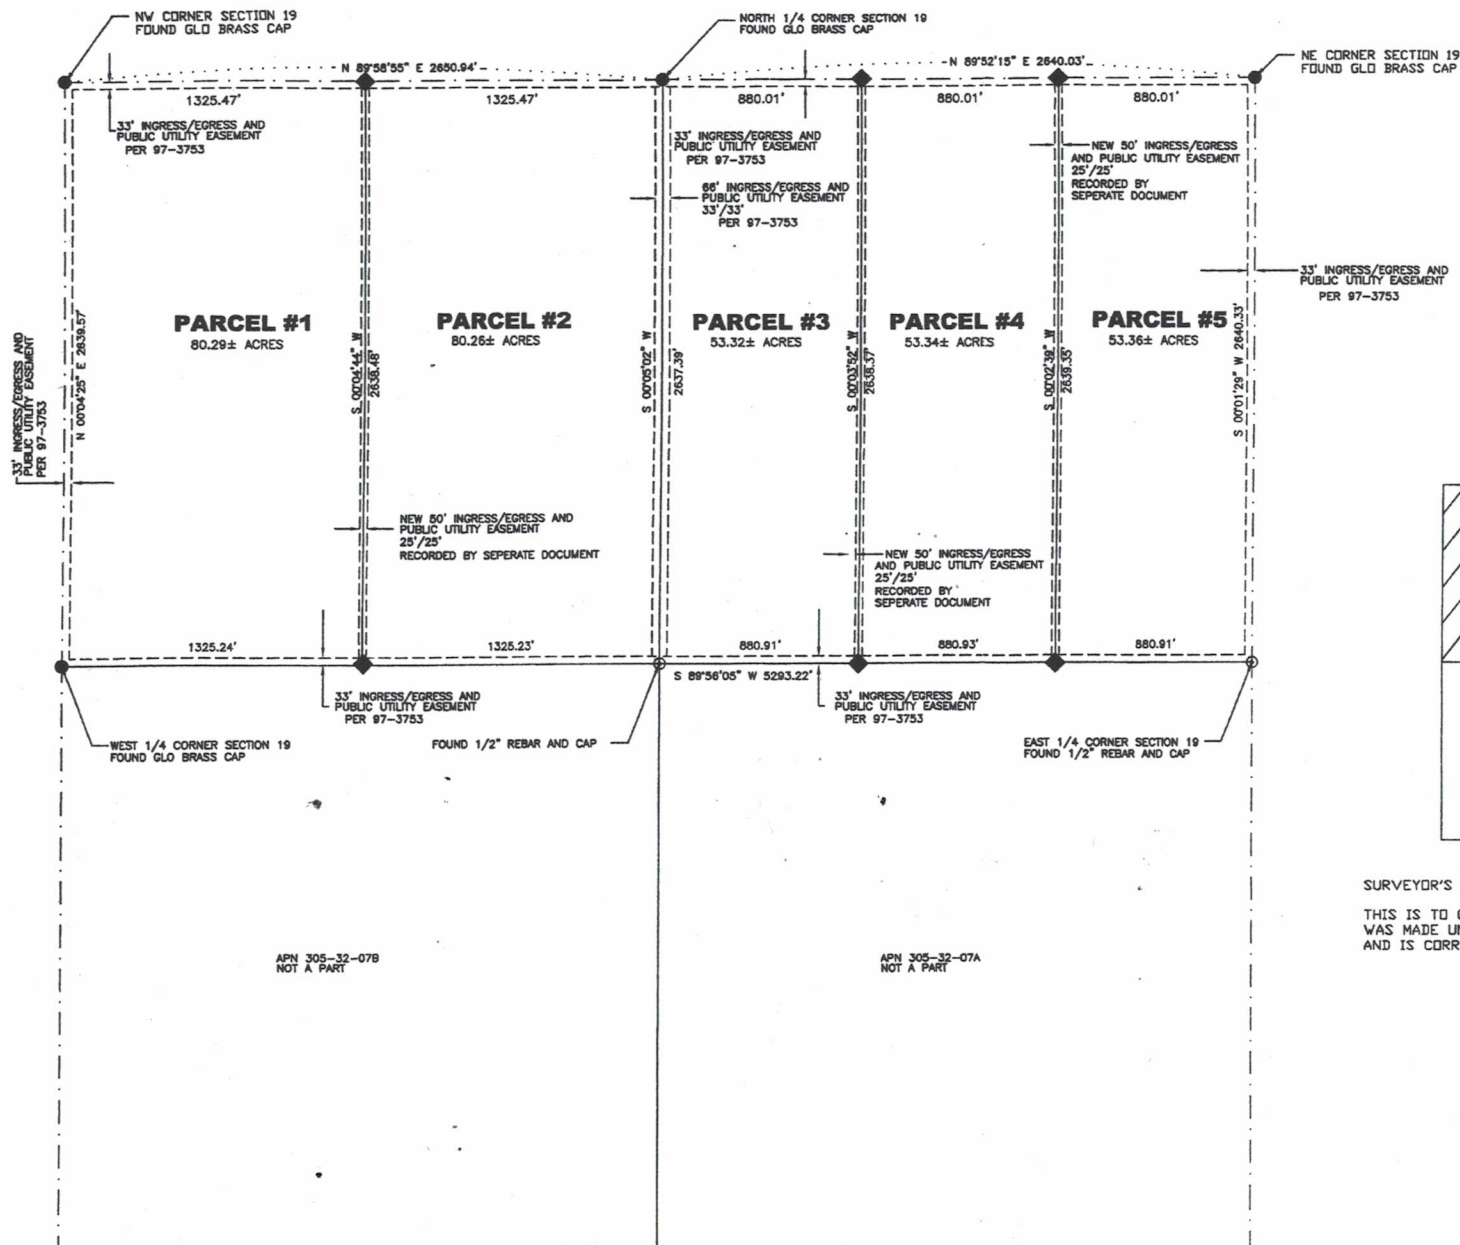 NW CORNER SECTION 19
FOUND GLO BRASS CAP
NORTH 1/4 CORNER SECTION 19
FOUND GLO BRASS CAP
NE CORNER SECTION 19
FOUND GLO BRASS CAP
N 89°58'55" E 2650.94'
N 89°52'15" E 2640.03'
1325.47'
1325.47'
880.01'
880.01'
880.01'
33' INGRESS/EGRESS AND
PUBLIC UTILITY EASEMENT
PER 97-3753
33' INGRESS/EGRESS AND
PUBLIC UTILITY EASEMENT
PER 97-3753
66' INGRESS/EGRESS AND
PUBLIC UTILITY EASEMENT
33'/33'
PER 97-3753
NEW 50' INGRESS/EGRESS
AND PUBLIC UTILITY EASEMENT
25'/25'
RECORDED BY
SEPERATE DOCUMENT
33' INGRESS/EGRESS AND
PUBLIC UTILITY EASEMENT
PER 97-3753
PARCEL #1
80.29± ACRES
PARCEL #2
80.26± ACRES
PARCEL #3
53.32± ACRES
PARCEL #4
53.34± ACRES
PARCEL #5
53.36± ACRES
33' INGRESS/EGRESS AND
PUBLIC UTILITY EASEMENT
PER 97-3753
N 00°04'25" E 2639.57'
S 00°04'44" W
2638.48'
S 00°05'02" W
2637.39'
S 00°03'52" W
2638.37'
S 00°02'39" W
2639.35'
S 00°01'29" W 2640.33'
NEW 50' INGRESS/EGRESS AND
PUBLIC UTILITY EASEMENT
25'/25'
RECORDED BY SEPERATE DOCUMENT
NEW 50' INGRESS/EGRESS
AND PUBLIC UTILITY EASEMENT
25'/25'
RECORDED BY
SEPERATE DOCUMENT
1325.24'
1325.23'
880.91'
880.93'
880.91'
S 89°56'05" W 5293.22'
33' INGRESS/EGRESS AND
PUBLIC UTILITY EASEMENT
PER 97-3753
33' INGRESS/EGRESS AND
PUBLIC UTILITY EASEMENT
PER 97-3753
WEST 1/4 CORNER SECTION 19
FOUND GLO BRASS CAP
FOUND 1/2" REBAR AND CAP
EAST 1/4 CORNER SECTION 19
FOUND 1/2" REBAR AND CAP
SURVEYOR'S
THIS IS TO
WAS MADE
AND IS
APN 305-32-07B
NOT A PART
APN 305-32-07A
NOT A PART